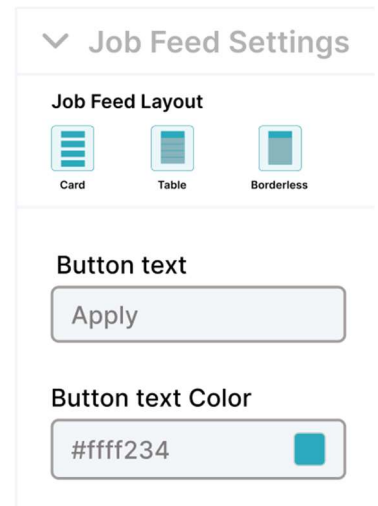 Job Feed Settings
Job Feed Layout
Card Table Borderless
Button text
Apply
Button text Color
#ffff234